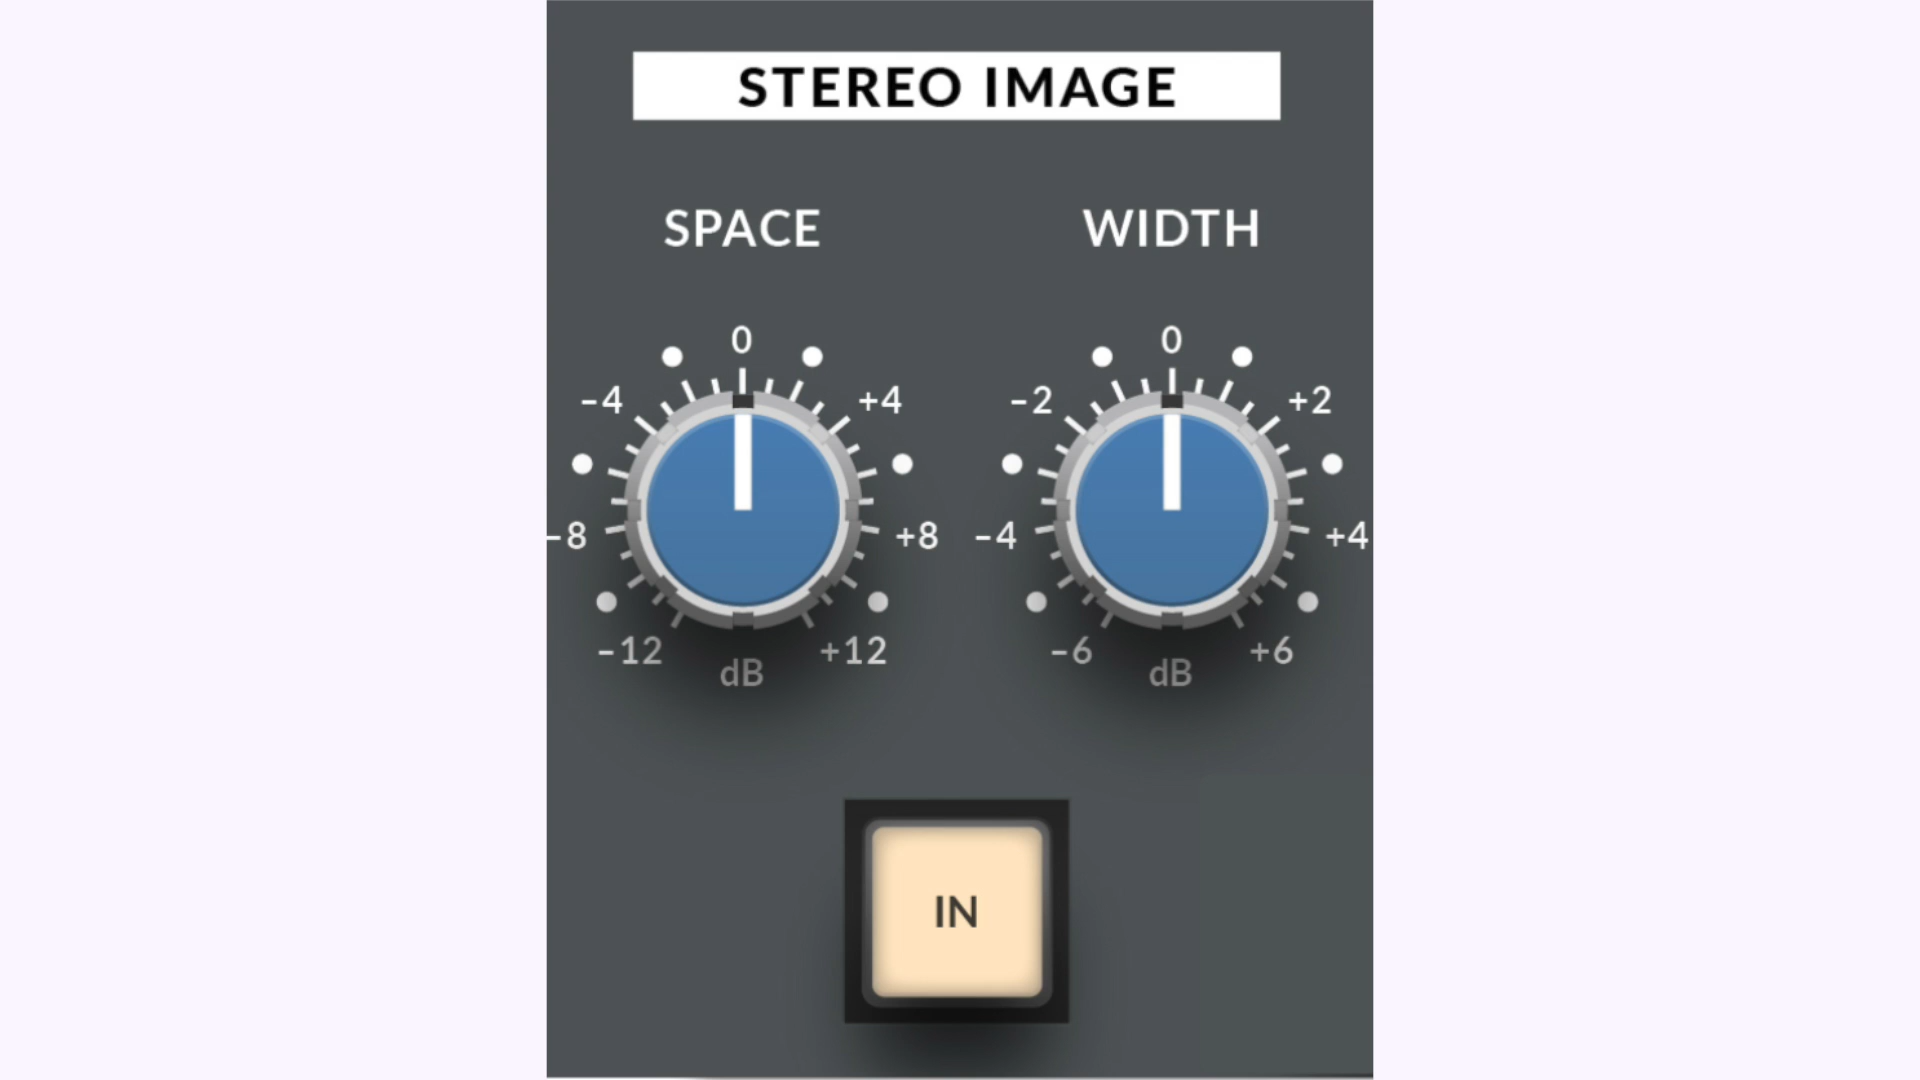 STEREO IMAGE
SPACE WIDTH
0 0
-4 +4 -2 +2
-8 +8 -4 +4
-12 +12 -6 +6
dB dB
IN